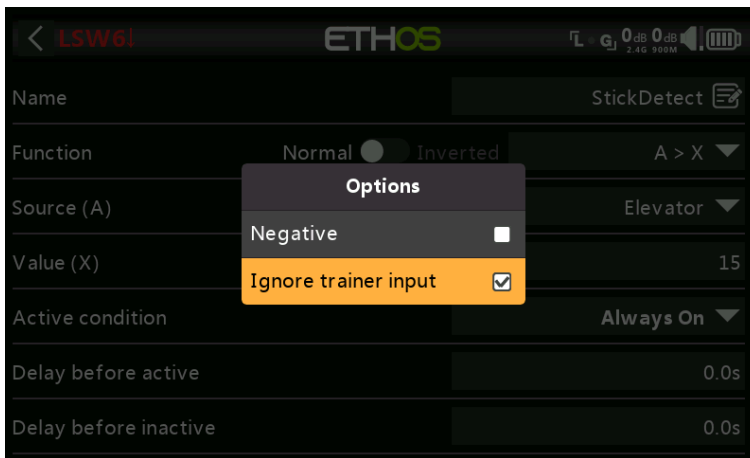 LSW6 ETHOS L G 0dB 0dB
2.4G 900M
Name StickDetect
Function Normal Inverted A > X
Options
Source (A) Elevator
Negative
Value (X) 15
Ignore trainer input
Active condition Always On
Delay before active 0.0s
Delay before inactive 0.0s